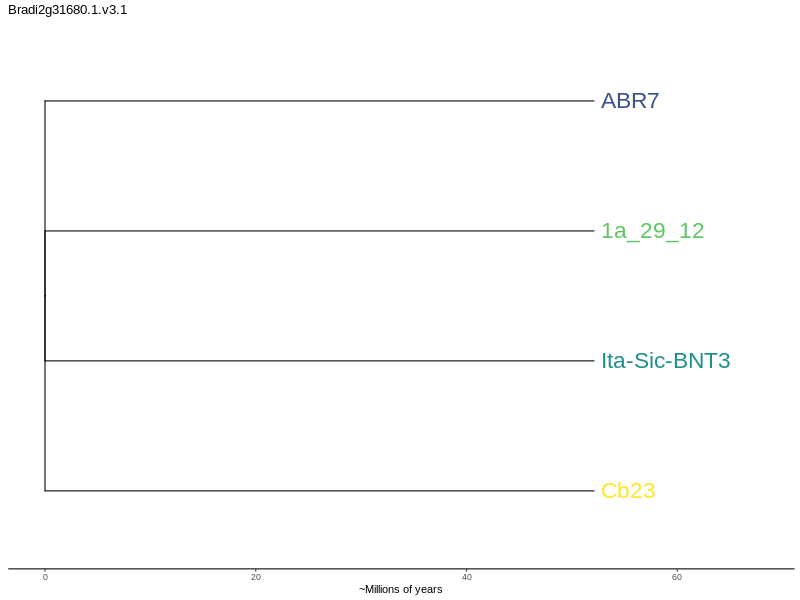 Bradi2g31680.1.v3.1
ABR7
1a_29_12
Ita-Sic-BNT3
Cb23
0 20 40 60
~Millions of years